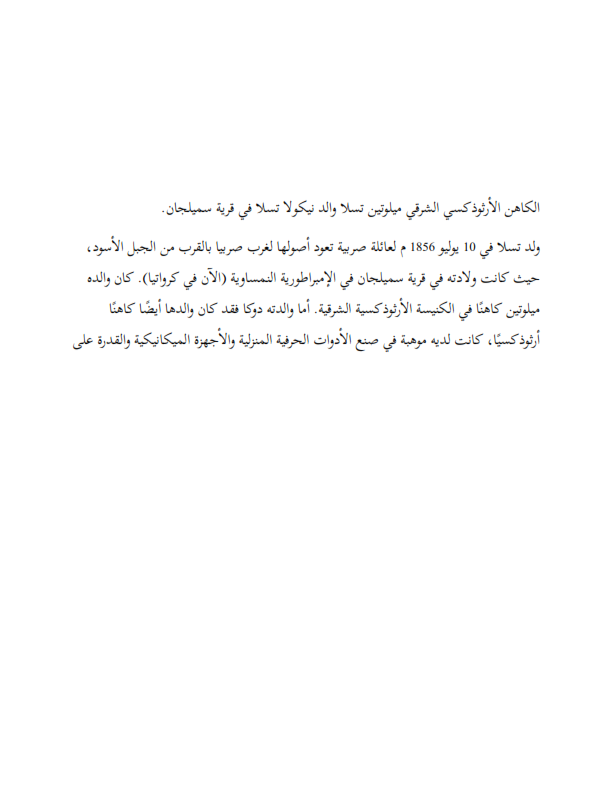 الكاهن الأرثوذكسي الشرقي ميلوتين تسلا والد نيكولا تسلا في قرية سميلجان.
ولد تسلا في 10 يوليو 1856 م لعائلة صربية تعود أصولها لغرب صربيا بالقرب من الجبل الأسود،
حيث كانت ولادته في قرية سميلجان في الإمبراطورية النمساوية (الآن في كرواتيا). كان والده
ميلوتين كاهنًا في الكنيسة الأرثوذكسية الشرقية. أما والدته دوكا فقد كان والدها أيضًا كاهنًا
أرثوذكسيًا، كانت لديه موهبة في صنع الأدوات الحرفية المنزلية والأجهزة الميكانيكية والقدرة على